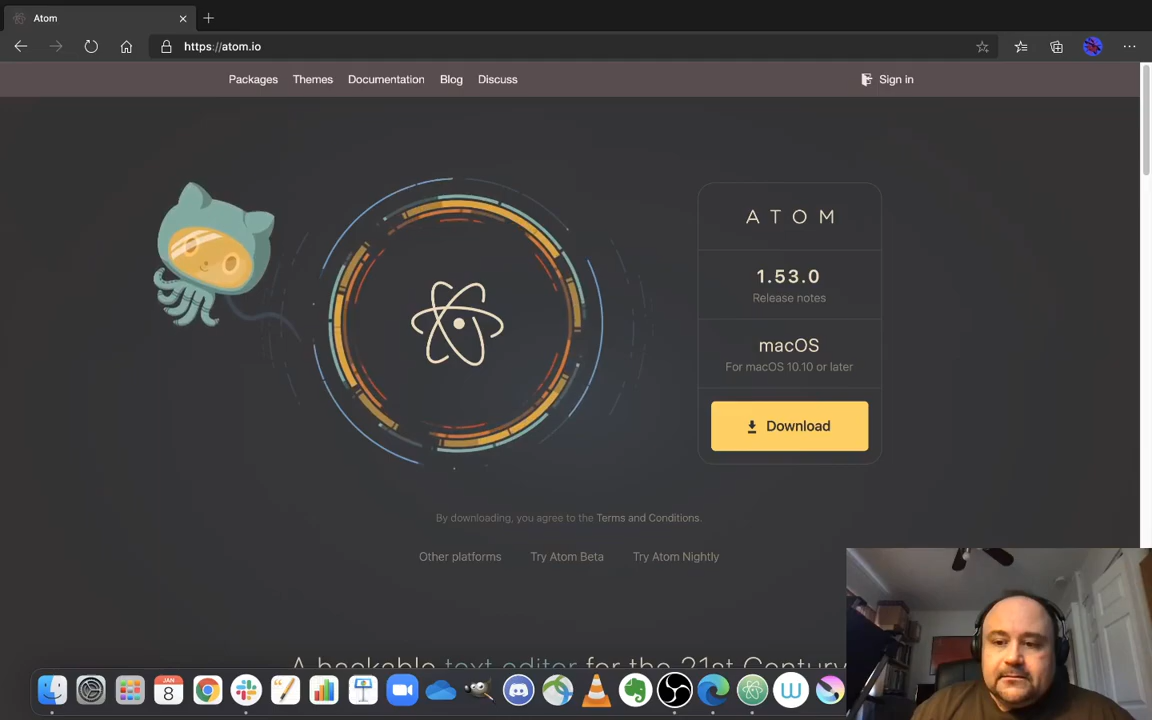 Atom
https://atom.io
Packages Themes Documentation Blog Discuss
Sign in
ATOM
1.53.0
Release notes
macOS
For macOS 10.10 or later
Download
By downloading, you agree to the Terms and Conditions.
Other platforms Try Atom Beta Try Atom Nightly
A hackable text editor for the 21st Century
JAN
8
W